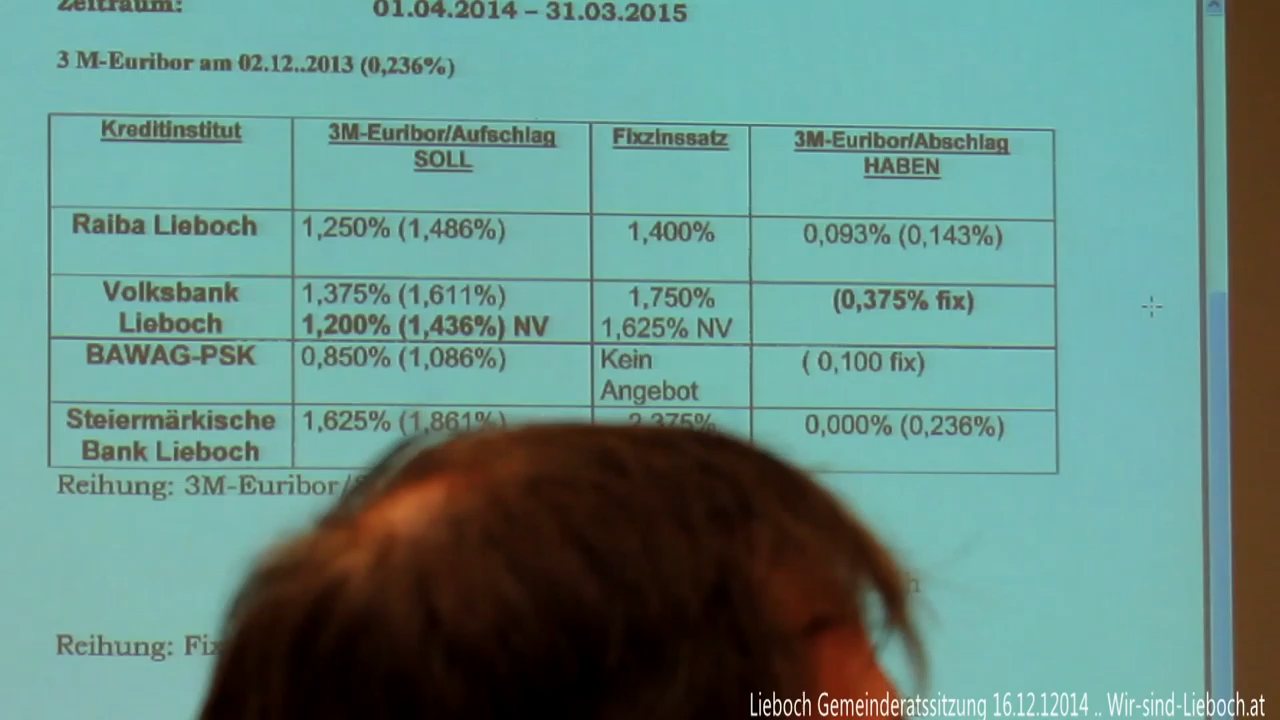 Zeitraum: 01.04.2014 – 31.03.2015
3 M-Euribor am 02.12..2013 (0,236%)
Kreditinstitut 3M-Euribor/Aufschlag SOLL Fixzinssatz 3M-Euribor/Abschlag HABEN
Raiba Lieboch 1,250% (1,486%) 1,400% 0,093% (0,143%)
Volksbank 1,375% (1,611%) 1,750% (0,375% fix)
Lieboch 1,200% (1,436%) NV 1,625% NV
BAWAG-PSK 0,850% (1,086%) Kein ( 0,100 fix)
Angebot
Steiermärkische 1,625% (1,861%) 2,375% 0,000% (0,236%)
Bank Lieboch
Reihung: 3M-Euribor/
Reihung:
Lieboch Gemeinderatssitzung 16.12.12014 .. Wir-sind-Lieboch.at